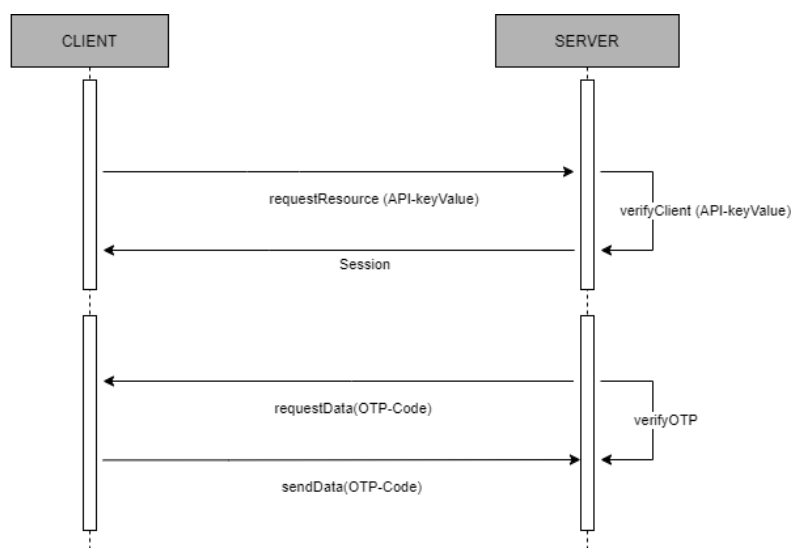 CLIENT
SERVER
requestResource (API-keyValue)
verifyClient (API-keyValue)
Session
requestData(OTP-Code)
verifyOTP
sendData(OTP-Code)